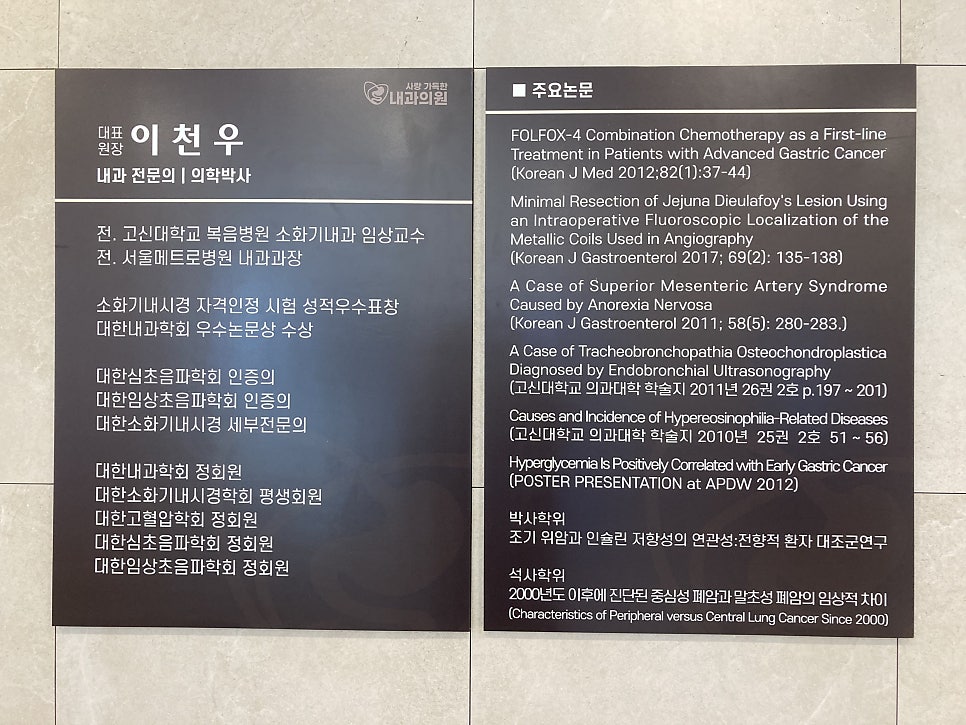 사랑 가득한
내과의원
대표
원장
이천우
내과 전문의 | 의학박사
전. 고신대학교 복음병원 소화기내과 임상교수
전. 서울메트로병원 내과과장
소화기내시경 자격인정 시험 성적우수표창
대한내과학회 우수논문상 수상
대한심초음파학회 인증의
대한임상초음파학회 인증의
대한소화기내시경 세부전문의
대한내과학회 정회원
대한소화기내시경학회 평생회원
대한고혈압학회 정회원
대한심초음파학회 정회원
대한임상초음파학회 정회원
■ 주요논문
FOLFOX-4 Combination Chemotherapy as a First-line
Treatment in Patients with Advanced Gastric Cancer
(Korean J Med 2012;82(1):37-44)
Minimal Resection of Jejuna Dieulafoy's Lesion Using
an Intraoperative Fluoroscopic Localization of the
Metallic Coils Used in Angiography
(Korean J Gastroenterol 2017; 69(2): 135-138)
A Case of Superior Mesenteric Artery Syndrome
Caused by Anorexia Nervosa
(Korean J Gastroenterol 2011; 58(5): 280-283.)
A Case of Tracheobronchopathia Osteochondroplastica
Diagnosed by Endobronchial Ultrasonography
(고신대학교 의과대학 학술지 2011년 26권 2호 p.197 ~ 201)
Causes and Incidence of Hypereosinophilia-Related Diseases
(고신대학교 의과대학 학술지 2010년 25권 2호 51 ~ 56)
Hyperglycemia Is Positively Correlated with Early Gastric Cancer
(POSTER PRESENTATION at APDW 2012)
박사학위
조기 위암과 인슐린 저항성의 연관성:전향적 환자 대조군연구
석사학위
2000년도 이후에 진단된 중심성 폐암과 말초성 폐암의 임상적 차이
(Characteristics of Peripheral versus Central Lung Cancer Since 2000)